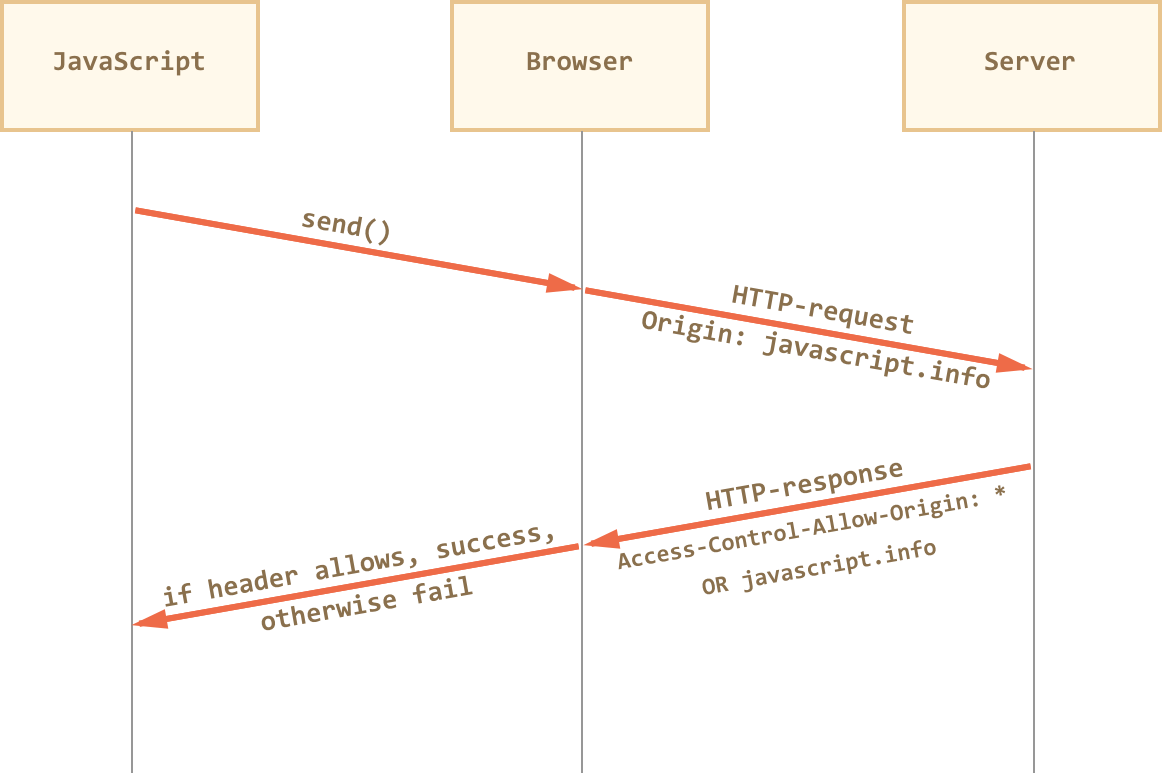 JavaScript
Browser
Server
send()
HTTP-request
Origin: javascript.info
HTTP-response
Access-Control-Allow-Origin: *
OR javascript.info
if header allows, success,
otherwise fail